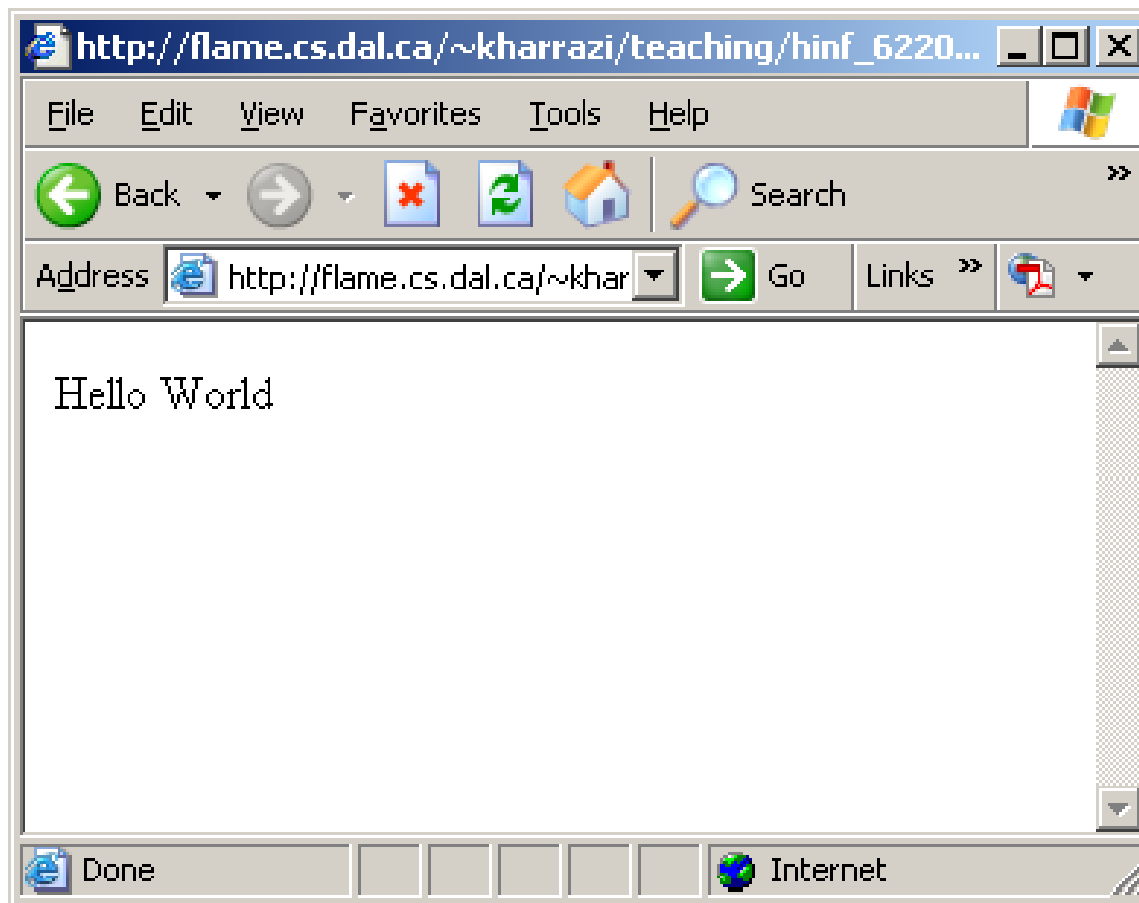 http://flame.cs.dal.ca/~kharrazi/teaching/hinf_6220...
File Edit View Favorites Tools Help
Back Search »
Address http://flame.cs.dal.ca/~khar Go Links »
Hello World
Done Internet